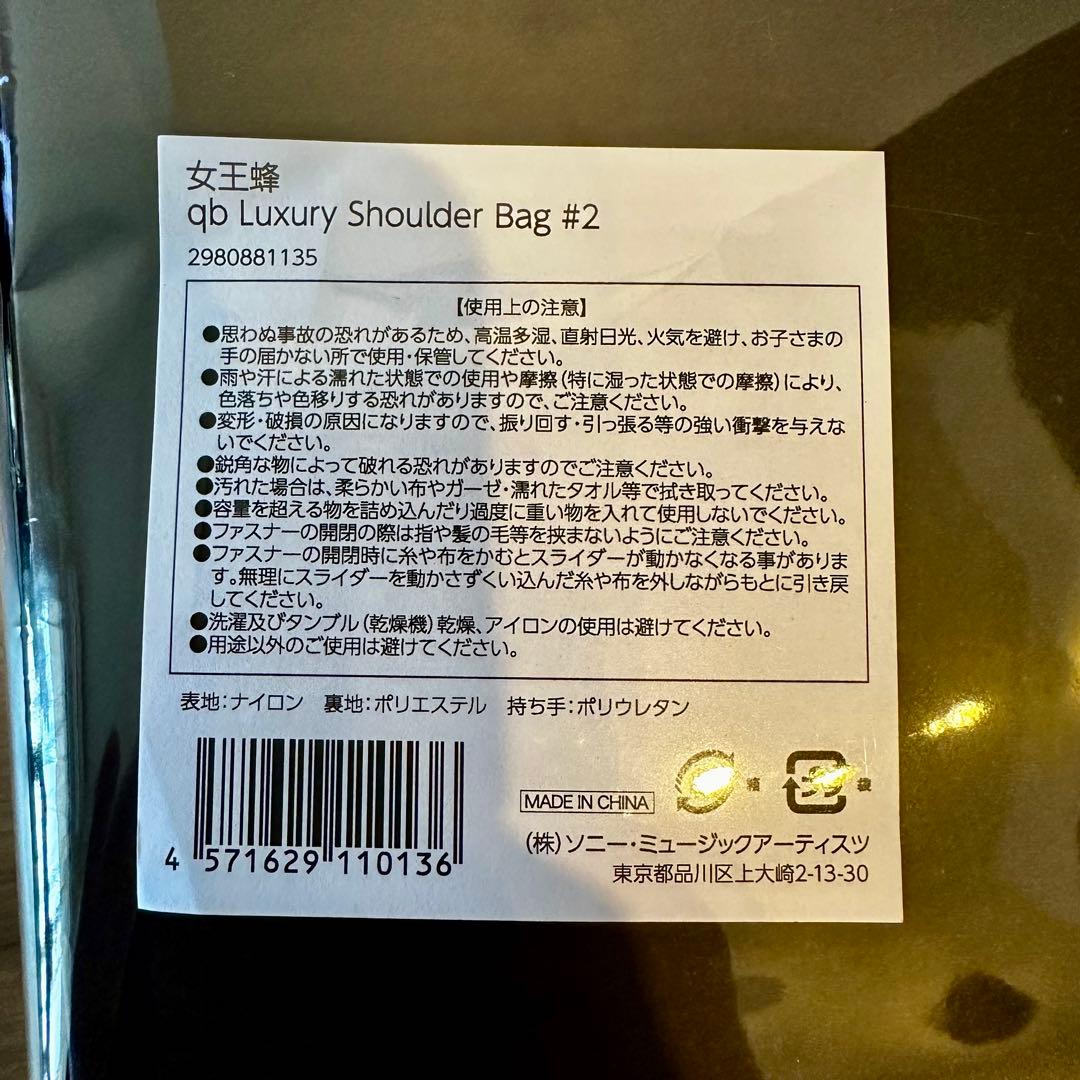 女王蜂
qb Luxury Shoulder Bag #2
2980881135
【使用上の注意】
●思わぬ事故の恐れがあるため、高温多湿、直射日光、火気を避け、お子さまの
手の届かない所で使用・保管してください。
●雨や汗による濡れた状態での使用や摩擦(特に湿った状態での摩擦)により、
色落ちや色移りする恐れがありますので、ご注意ください。
●変形・破損の原因になりますので、振り回す・引っ張る等の強い衝撃を与えな
いでください。
●鋭角な物によって破れる恐れがありますのでご注意ください。
●汚れた場合は、柔らかい布やガーゼ・濡れたタオル等で拭き取ってください。
●容量を超える物を詰め込んだり過度に重い物を入れて使用しないでください。
●ファスナーの開閉の際は指や髪の毛等を挟まないようにご注意ください。
●ファスナーの開閉時に糸や布をかむとスライダーが動かなくなる事がありま
す。無理にスライダーを動かさずくい込んだ糸や布を外しながらもとに引き戻
してください。
●洗濯及びタンブル(乾燥機)乾燥、アイロンの使用は避けてください。
●用途以外のご使用は避けてください。
表地：ナイロン　裏地：ポリエステル　持ち手：ポリウレタン
4 571629 110136
MADE IN CHINA
袋
(株)ソニー・ミュージックアーティスツ
東京都品川区上大崎2-13-30